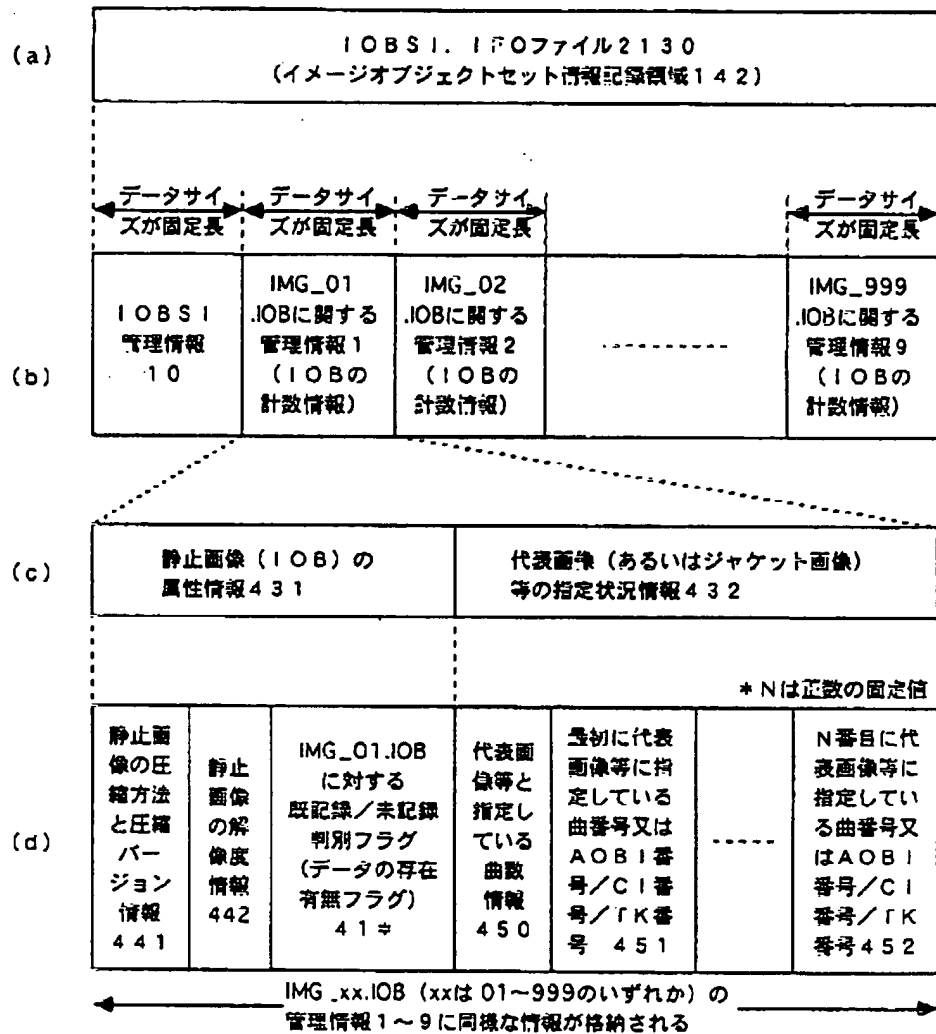 (a)
IOBSI. IFOファイル2130
(イメージオブジェクトセット情報記録領域142)
データサイ
ズが固定長
データサイ
ズが固定長
データサイ
ズが固定長
データサイ
ズが固定長
(b)
IOBSI
管理情報
10
IMG_01
.IOBに関する
管理情報1
(IOBの
計数情報)
IMG_02
.IOBに関する
管理情報2
(IOBの
計数情報)
IMG_999
.IOBに関する
管理情報9
(IOBの
計数情報)
(c)
静止画像(IOB)の
属性情報431
代表画像(あるいはジャケット画像)
等の指定状況情報432
*Nは正数の固定値
(d)
静止画
像の圧
縮方法
と圧縮
バー
ジョン
情報
441
静止
画像
の解
像度
情報
442
IMG_01.IOB
に対する
既記録/未記録
判別フラグ
(データの存在
有無フラグ)
代表画
像等と
指定し
ている
曲数
情報
450
最初に代表
画像等に指
定している
曲番号又は
AOBI番
号/CI番
号/TK番
号 451
N番目に代
表画像等に
指定してい
る曲番号又
はAOBI
番号/CI
番号/TK
番号452
IMG_xx.IOB (xxは 01〜999のいずれか) の
管理情報1〜9に同様な情報が格納される